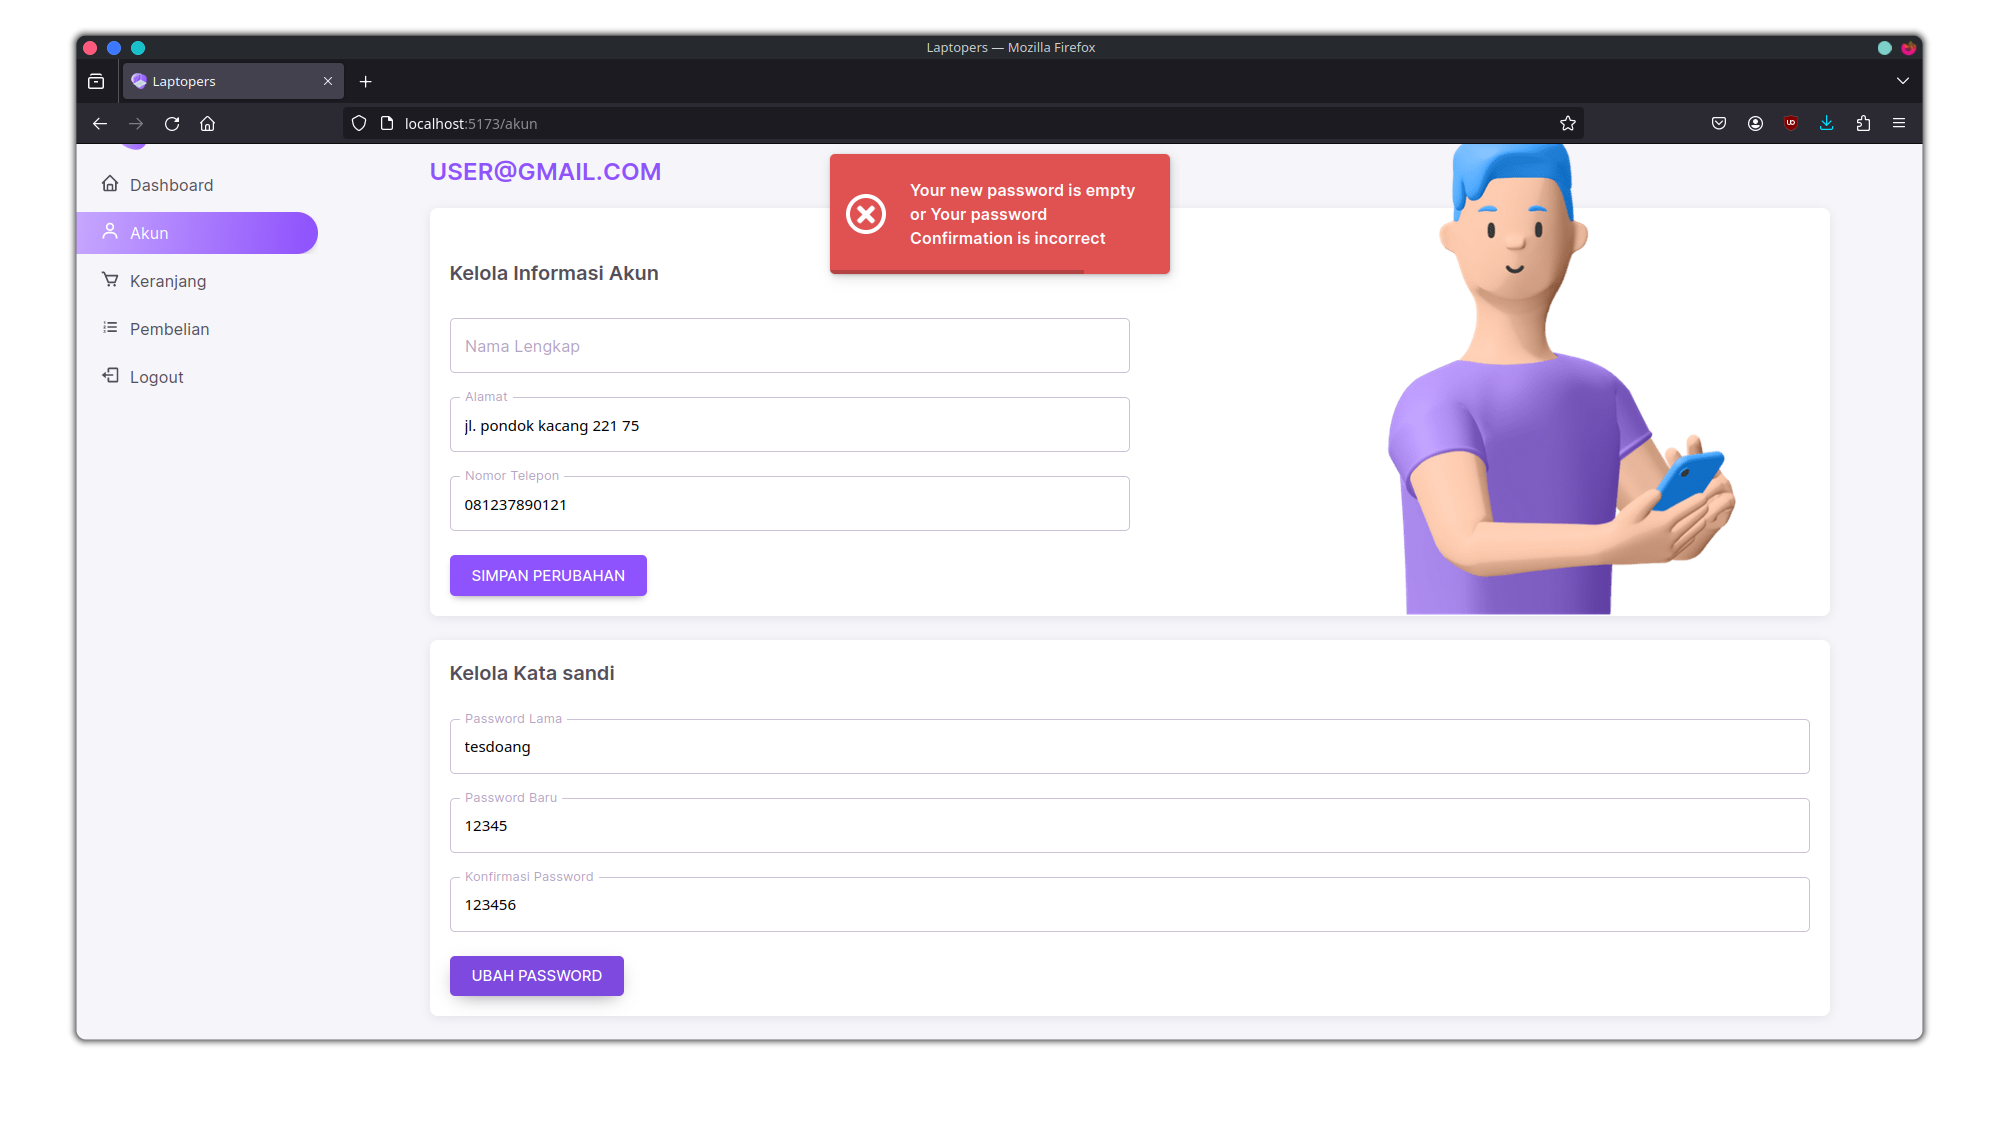 Laptopers — Mozilla Firefox
Laptopers
localhost:5173/akun
USER@GMAIL.COM
Your new password is empty
or Your password
Confirmation is incorrect
Dashboard
Akun
Keranjang
Pembelian
Logout
Kelola Informasi Akun
Nama Lengkap
Alamat
jl. pondok kacang 221 75
Nomor Telepon
081237890121
SIMPAN PERUBAHAN
Kelola Kata sandi
Password Lama
tesdoang
Password Baru
12345
Konfirmasi Password
123456
UBAH PASSWORD